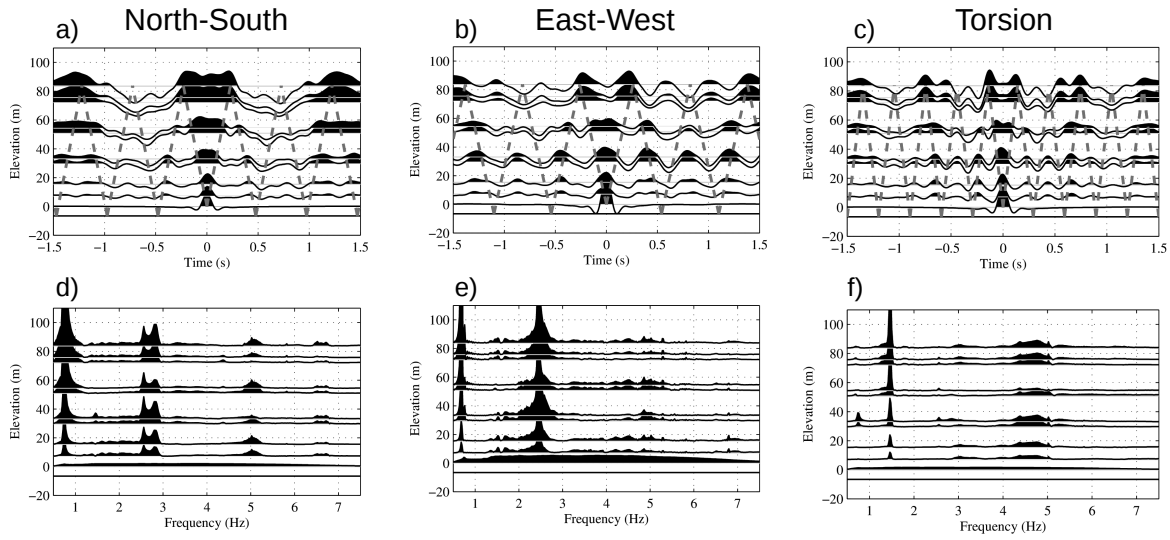 North-South East-West Torsion
a) b) c)
100 100 100
80 80 80
60 60 60
40 40 40
20 20 20
0 0 0
−20 −20 −20
Elevation (m) Elevation (m) Elevation (m)
−1.5 −1 −0.5 0 0.5 1 1.5 −1.5 −1 −0.5 0 0.5 1 1.5 −1.5 −1 −0.5 0 0.5 1 1.5
Time (s) Time (s) Time (s)
d) e) f)
100 100 100
80 80 80
60 60 60
40 40 40
20 20 20
0 0 0
−20 −20 −20
Elevation (m) Elevation (m) Elevation (m)
1 2 3 4 5 6 7 1 2 3 4 5 6 7 1 2 3 4 5 6 7
Frequency (Hz) Frequency (Hz) Frequency (Hz)